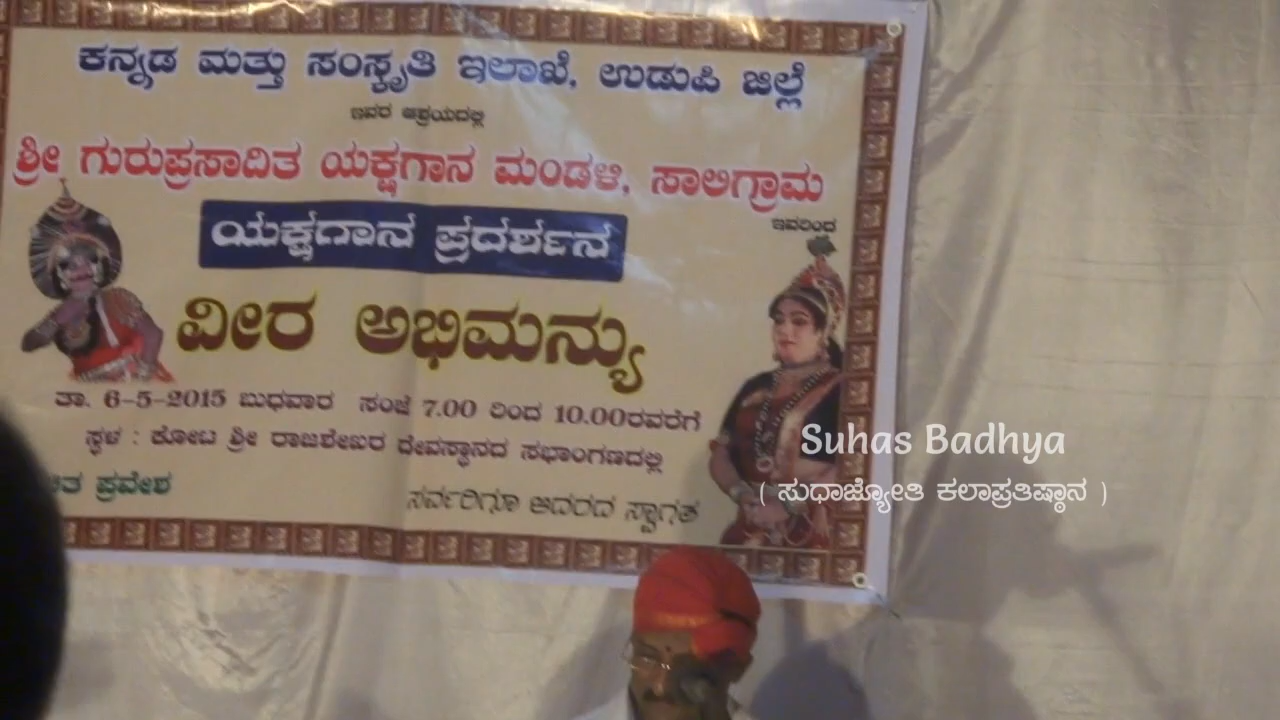 ಕನ್ನಡ ಮತ್ತು ಸಂಸ್ಕೃತಿ ಇಲಾಖೆ, ಉಡುಪಿ ಜಿಲ್ಲೆ
ಇವರ ಆಶ್ರಯದಲ್ಲಿ
ಶ್ರೀ ಗುರುಪ್ರಸಾದಿತ ಯಕ್ಷಗಾನ ಮಂಡಳಿ, ಸಾಲಿಗ್ರಾಮ
ಇವರಿಂದ
ಯಕ್ಷಗಾನ ಪ್ರದರ್ಶನ
ವೀರ ಅಭಿಮನ್ಯು
ತಾ. 6-5-2015 ಬುಧವಾರ ಸಂಜೆ 7.00 ರಿಂದ 10.00ರವರೆಗೆ
ಸ್ಥಳ : ಕೋಟ ಶ್ರೀ ರಾಜಶೇಖರ ದೇವಸ್ಥಾನದ ಸಭಾಂಗಣದಲ್ಲಿ
ಪ್ರವೇಶ
ಸರ್ವರಿಗೂ ಆದರದ ಸ್ವಾಗತ
Suhas Badhya
( ಸುಧಾಜ್ಯೋತಿ ಕಲಾಪ್ರತಿಷ್ಠಾನ )